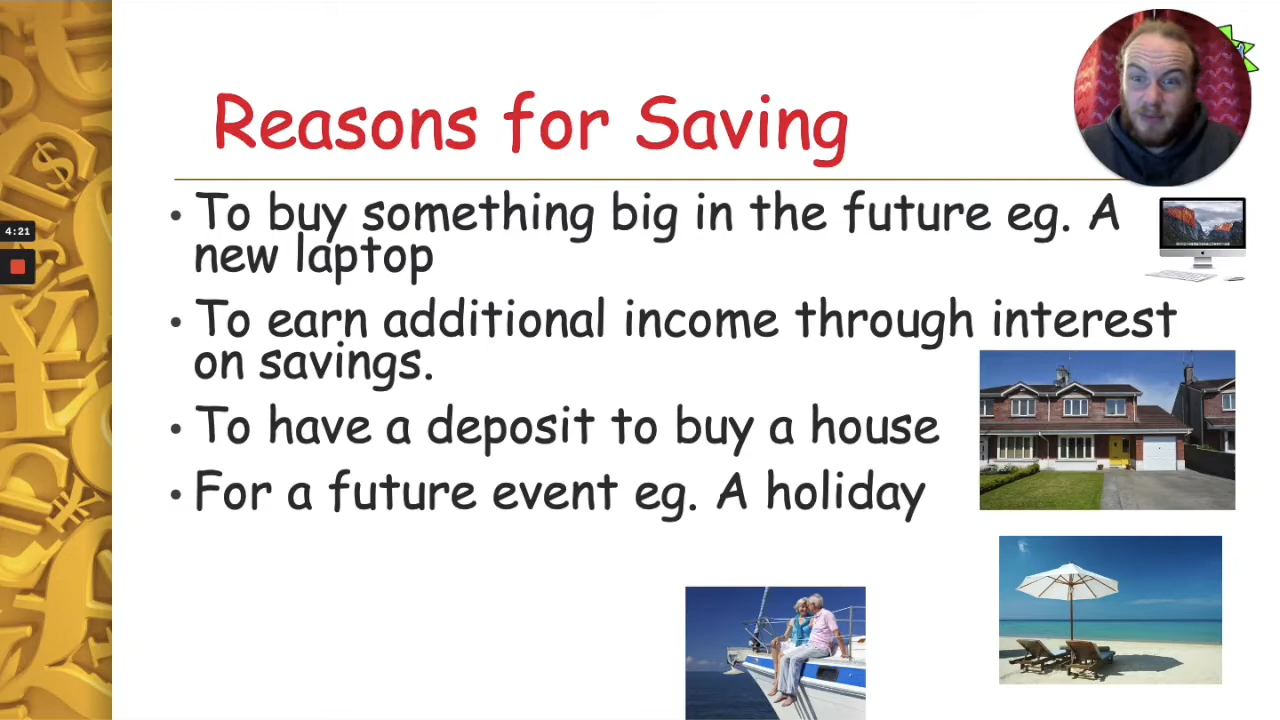 Reasons for Saving
• To buy something big in the future eg. A
new laptop
• To earn additional income through interest
on savings.
• To have a deposit to buy a house
• For a future event eg. A holiday
4:21